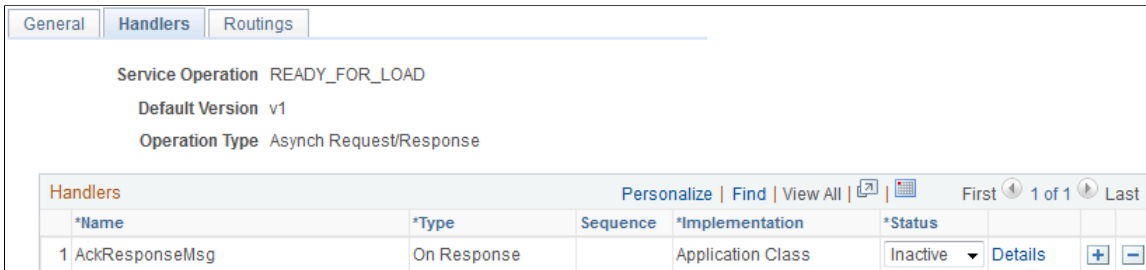 General Handlers Routings
Service Operation READY_FOR_LOAD
Default Version v1
Operation Type Asynch Request/Response
Handlers Personalize | Find | View All | | First 1 of 1 Last
*Name *Type Sequence *Implementation *Status
1 AckResponseMsg On Response Application Class Inactive Details + −